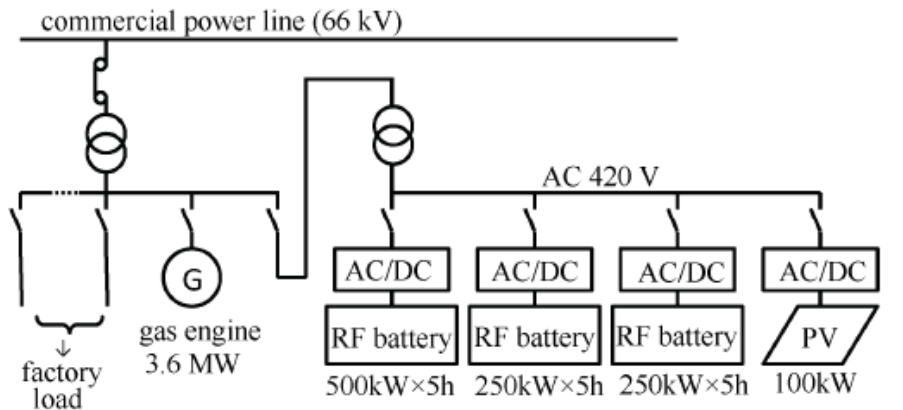 commercial power line (66 kV)
AC 420 V
G
AC/DC
AC/DC
AC/DC
AC/DC
RF battery
RF battery
RF battery
PV
gas engine
3.6 MW
factory
load
500kW×5h
250kW×5h
250kW×5h
100kW